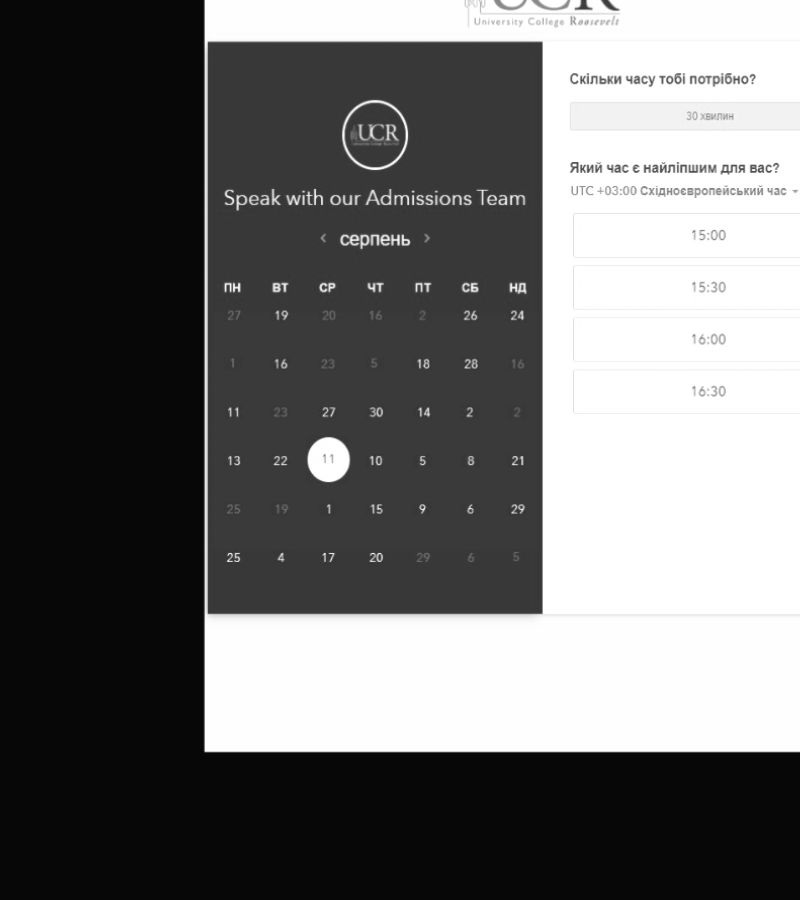 UCR
University College Roosevelt
UCR
Speak with our Admissions Team
< серпень >
ПН ВТ СР ЧТ ПТ СБ НД
27 19 20 16 2 26 24
1 16 23 5 18 28 16
11 23 27 30 14 2 2
13 22 11 10 5 8 21
25 19 1 15 9 6 29
25 4 17 20 29 6 5
Скільки часу тобі потрібно?
30 хвилин
Який час є найліпшим для вас?
UTC +03:00 Східноєвропейський час
15:00
15:30
16:00
16:30